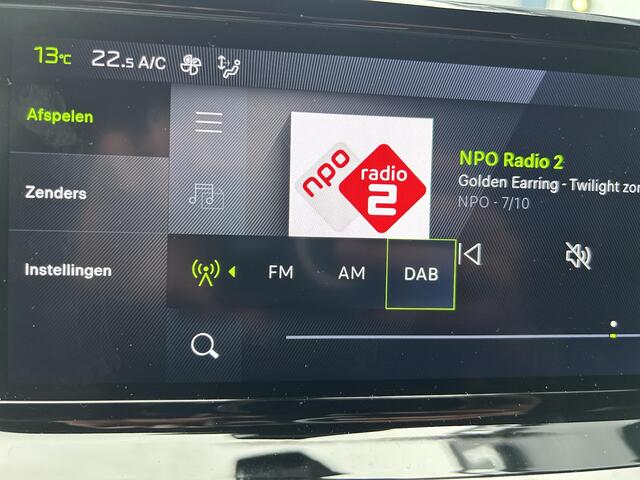 13°C 22.5 A/C
Afspelen
Zenders
Instellingen
npo
radio
2
NPO Radio 2
Golden Earring - Twilight zon
NPO - 7/10
FM AM DAB